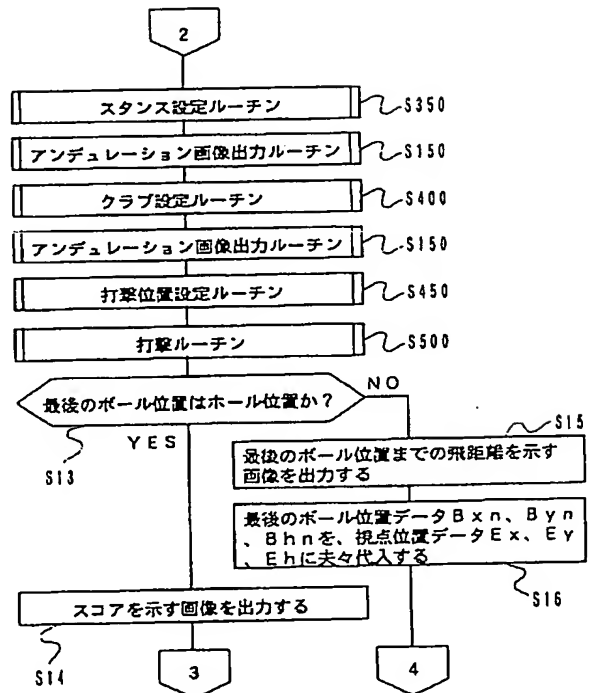 2
スタンス設定ルーチン
S350
アンデュレーション画像出力ルーチン
S150
クラブ設定ルーチン
S400
アンデュレーション画像出力ルーチン
S150
打撃位置設定ルーチン
S450
打撃ルーチン
S500
最後のボール位置はホール位置か?
NO
YES
S13
S15
最後のボール位置までの飛距離を示す
画像を出力する
最後のボール位置データBxn、Byn
、Bhnを、視点位置データEx、Ey
、Ehに夫々代入する
S16
スコアを示す画像を出力する
S14
3
4